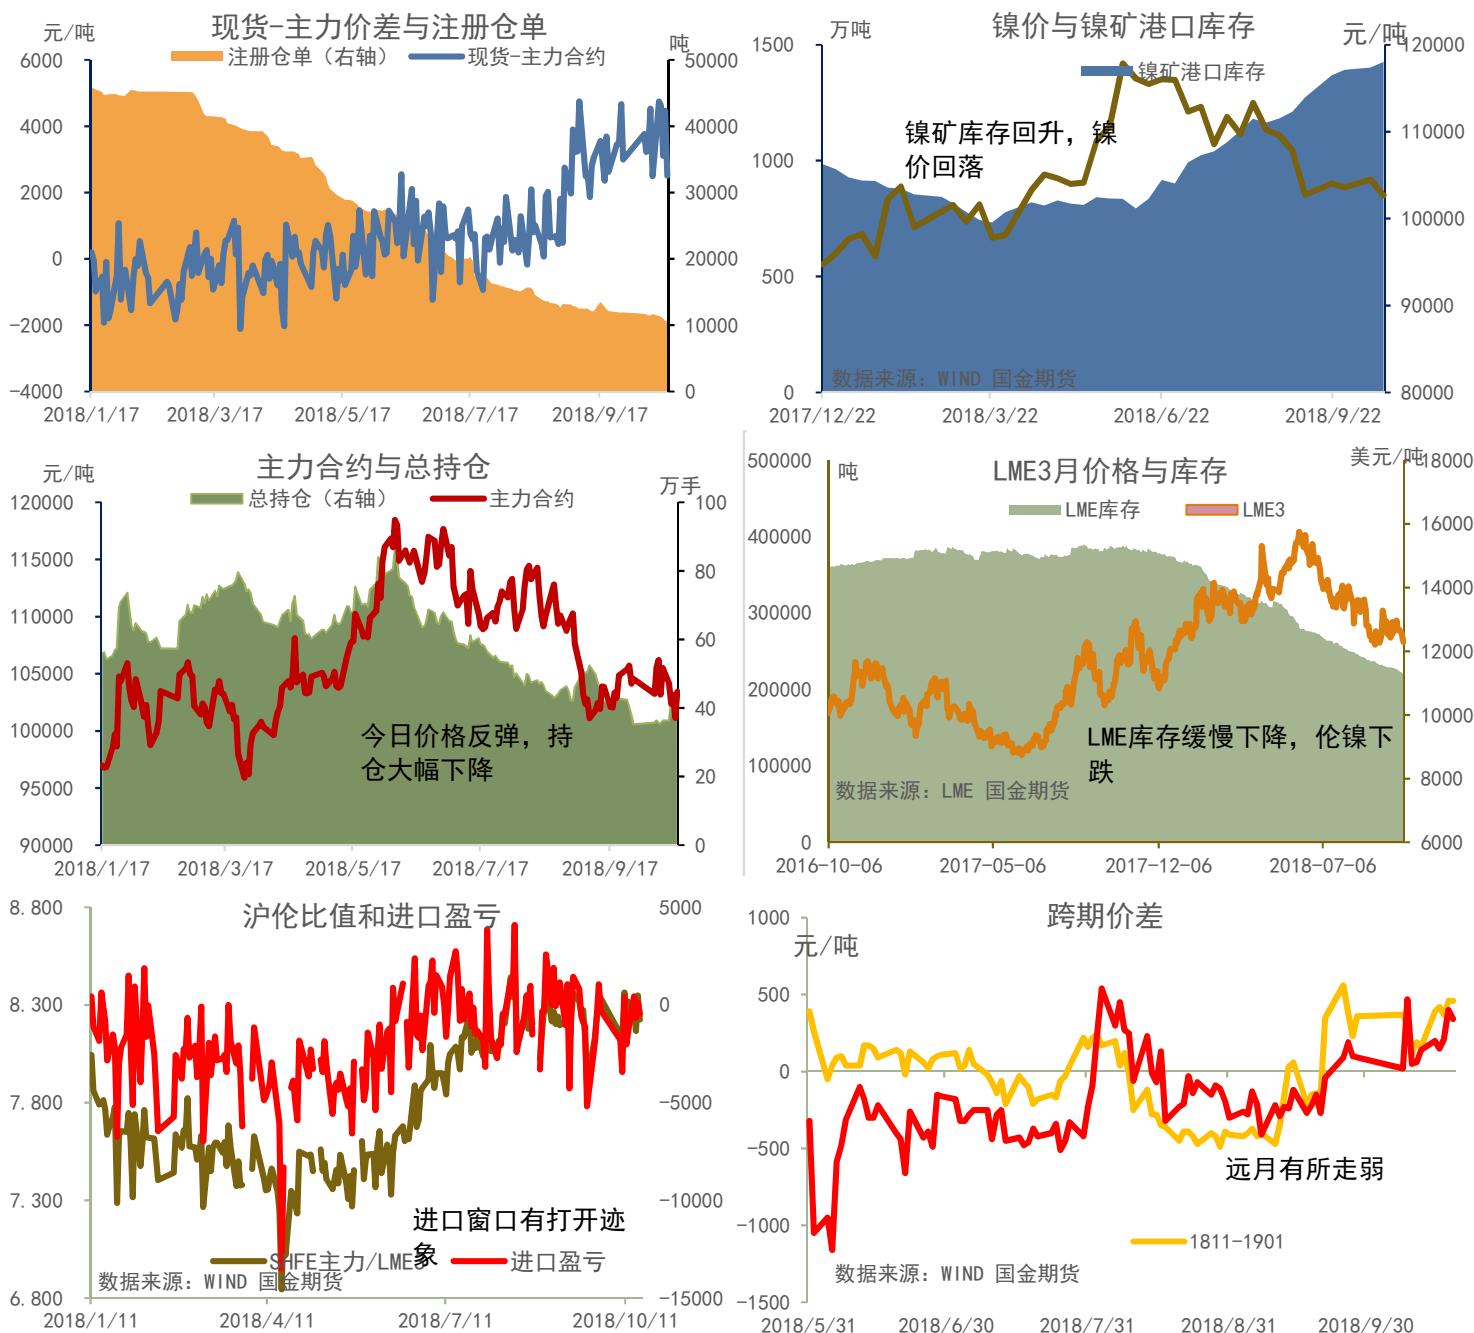 现货-主力价差与注册仓单
元/吨
吨
注册仓单（右轴）
现货-主力合约
6000
4000
2000
0
-2000
-4000
50000
40000
30000
20000
10000
0
2018/1/17
2018/3/17
2018/5/17
2018/7/17
2018/9/17
镍价与镍矿港口库存
万吨
元/吨
镍矿港口库存
镍矿库存回升，镍
价回落
1500
1000
500
0
120000
110000
100000
90000
80000
数据来源：WIND 国金期货
2017/12/22
2018/3/22
2018/6/22
2018/9/22
主力合约与总持仓
元/吨
万手
总持仓（右轴）
主力合约
120000
115000
110000
105000
100000
95000
90000
100
80
60
40
20
0
今日价格反弹，持
仓大幅下降
2018/1/17
2018/3/17
2018/5/17
2018/7/17
2018/9/17
LME3月价格与库存
吨
美元/吨
LME库存
LME3
500000
400000
300000
200000
100000
0
18000
16000
14000
12000
10000
8000
6000
LME库存缓慢下降，伦镍下
跌
数据来源：LME 国金期货
2016-10-06
2017-05-06
2017-12-06
2018-07-06
沪伦比值和进口盈亏
8.800
8.300
7.800
7.300
6.800
5000
0
-5000
-10000
-15000
进口窗口有打开迹
象
SHFE主力/LME3
进口盈亏
数据来源：WIND 国金期货
2018/1/11
2018/4/11
2018/7/11
2018/10/11
跨期价差
元/吨
1000
500
0
-500
-1000
-1500
远月有所走弱
1811-1901
数据来源：WIND 国金期货
2018/5/31
2018/6/30
2018/7/31
2018/8/31
2018/9/30